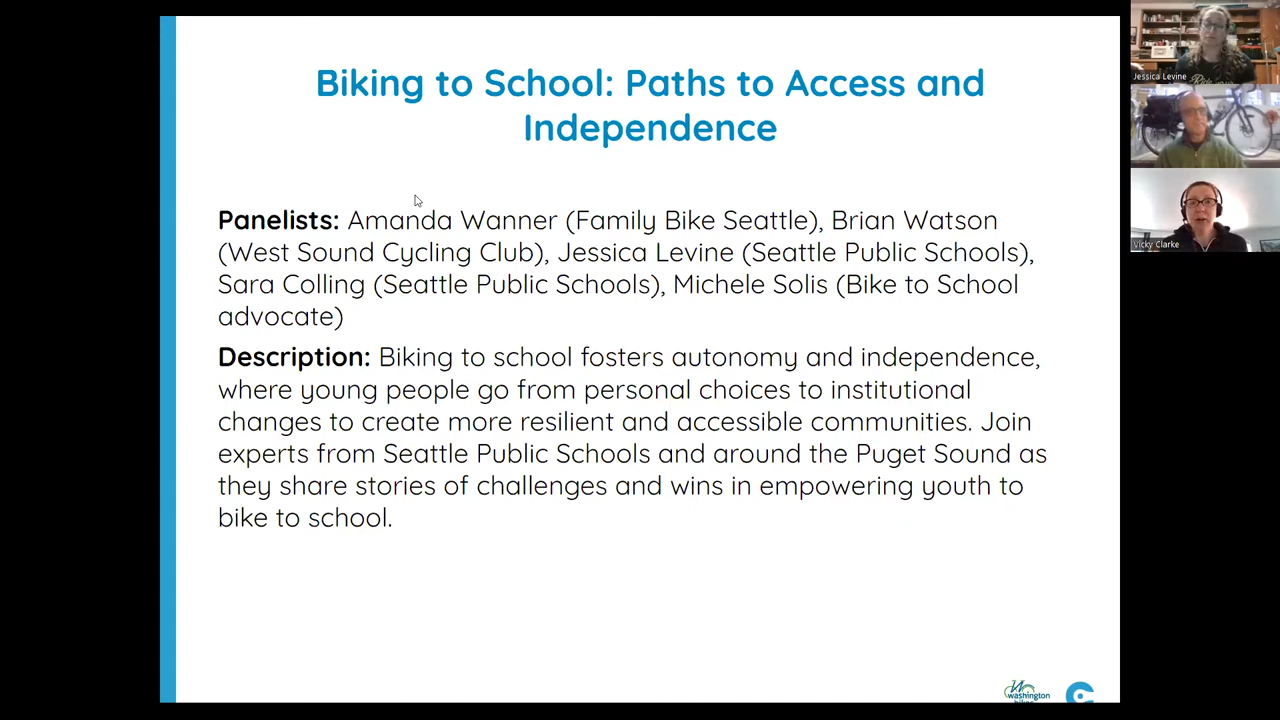 Biking to School: Paths to Access and
Independence
Panelists: Amanda Wanner (Family Bike Seattle), Brian Watson
(West Sound Cycling Club), Jessica Levine (Seattle Public Schools),
Sara Colling (Seattle Public Schools), Michele Solis (Bike to School
advocate)
Description: Biking to school fosters autonomy and independence,
where young people go from personal choices to institutional
changes to create more resilient and accessible communities. Join
experts from Seattle Public Schools and around the Puget Sound as
they share stories of challenges and wins in empowering youth to
bike to school.
Jessica Levine
Vicky Clarke
washington
bikes